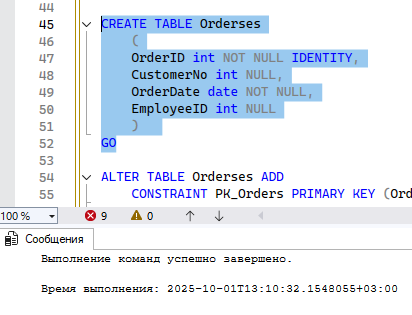 44
45 CREATE TABLE Orderses
46 (
47 OrderID int NOT NULL IDENTITY,
48 CustomerNo int NULL,
49 OrderDate date NOT NULL,
50 EmployeeID int NULL
51 )
52 GO
53
54 ALTER TABLE Orderses ADD
55 CONSTRAINT PK_Orders PRIMARY KEY (Ord
100 % 9 0
Сообщения
Выполнение команд успешно завершено.
Время выполнения: 2025-10-01T13:10:32.1548055+03:00